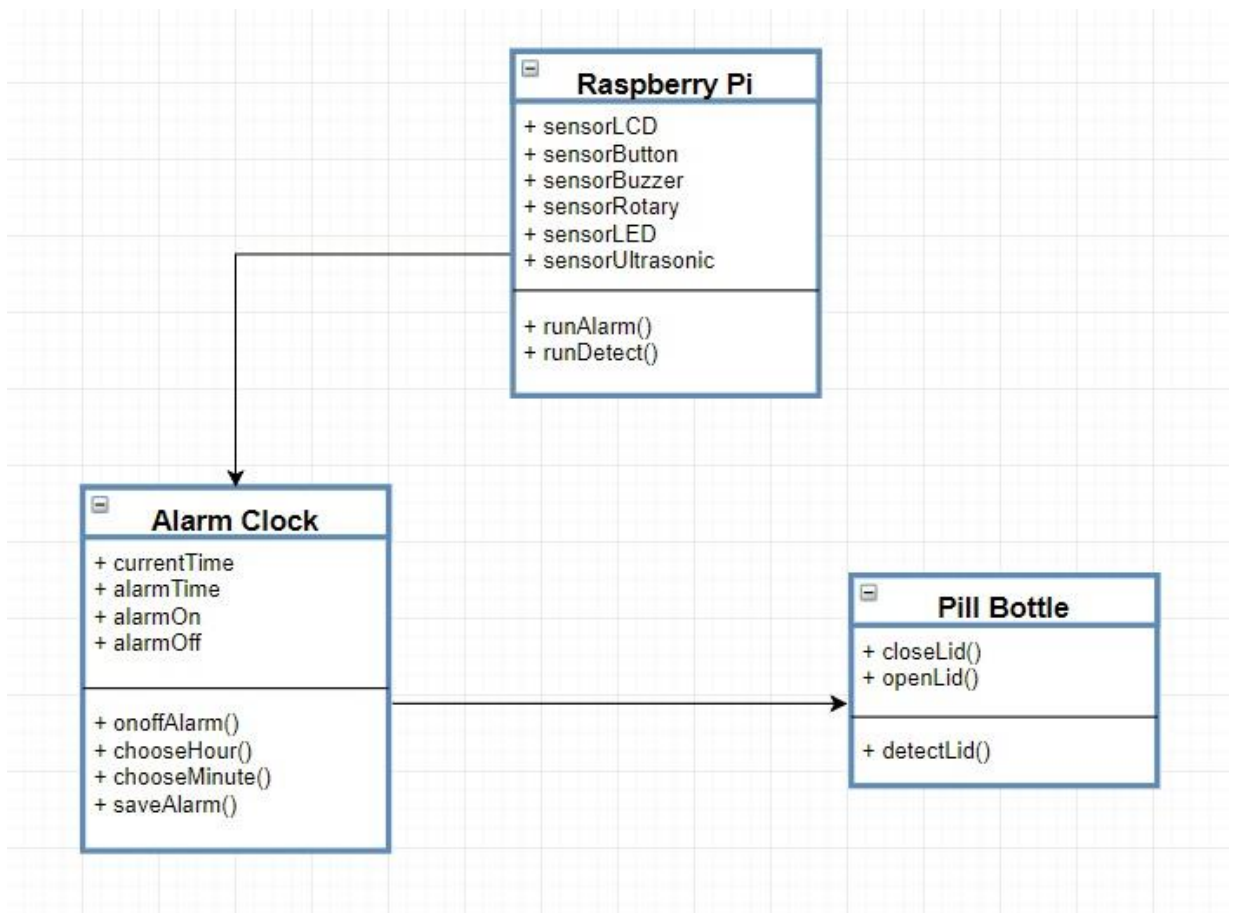 Raspberry Pi
+ sensorLCD
+ sensorButton
+ sensorBuzzer
+ sensorRotary
+ sensorLED
+ sensorUltrasonic
+ runAlarm()
+ runDetect()
Alarm Clock
+ currentTime
+ alarmTime
+ alarmOn
+ alarmOff
+ onoffAlarm()
+ chooseHour()
+ chooseMinute()
+ saveAlarm()
Pill Bottle
+ closeLid()
+ openLid()
+ detectLid()